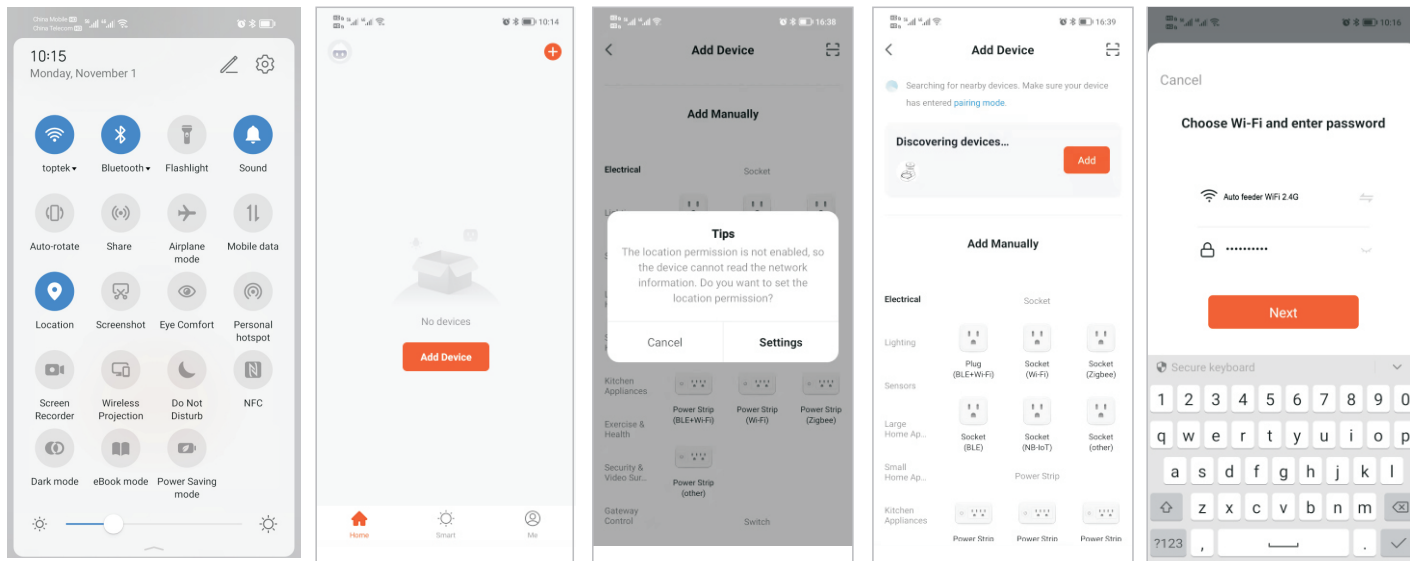 China Mobile HD
China Telecom HD
10:15
Monday, November 1
toptek
Bluetooth
Flashlight
Sound
Auto-rotate
Share
Airplane
mode
Mobile data
Location
Screenshot
Eye Comfort
Personal
hotspot
Screen
Recorder
Wireless
Projection
Do Not
Disturb
NFC
Dark mode
eBook mode
Power Saving
mode
10:14
No devices
Add Device
Home
Smart
Me
16:38
Add Device
Add Manually
Electrical
Socket
Tips
The location permission is not enabled, so
the device cannot read the network
information. Do you want to set the
location permission?
Cancel
Settings
Kitchen
Appliances
Power Strip
(BLE+Wi-Fi)
Power Strip
(Wi-Fi)
Power Strip
(Zigbee)
Exercise &
Health
Security &
Video Sur...
Power Strip
(other)
Gateway
Control
Switch
16:39
Add Device
Searching for nearby devices. Make sure your device
has entered pairing mode.
Discovering devices...
Add
Add Manually
Electrical
Socket
Lighting
Plug
(BLE+Wi-Fi)
Socket
(Wi-Fi)
Socket
(Zigbee)
Sensors
Large
Home Ap...
Socket
(BLE)
Socket
(NB-IoT)
Socket
(other)
Small
Home Ap...
Power Strip
Kitchen
Appliances
Power Strip
Power Strip
Power Strip
10:16
Cancel
Choose Wi-Fi and enter password
Auto feeder WiFi 2.4G
••••••••••
Next
Secure keyboard
1 2 3 4 5 6 7 8 9 0
q w e r t y u i o p
a s d f g h j k l
z x c v b n m
?123 , .